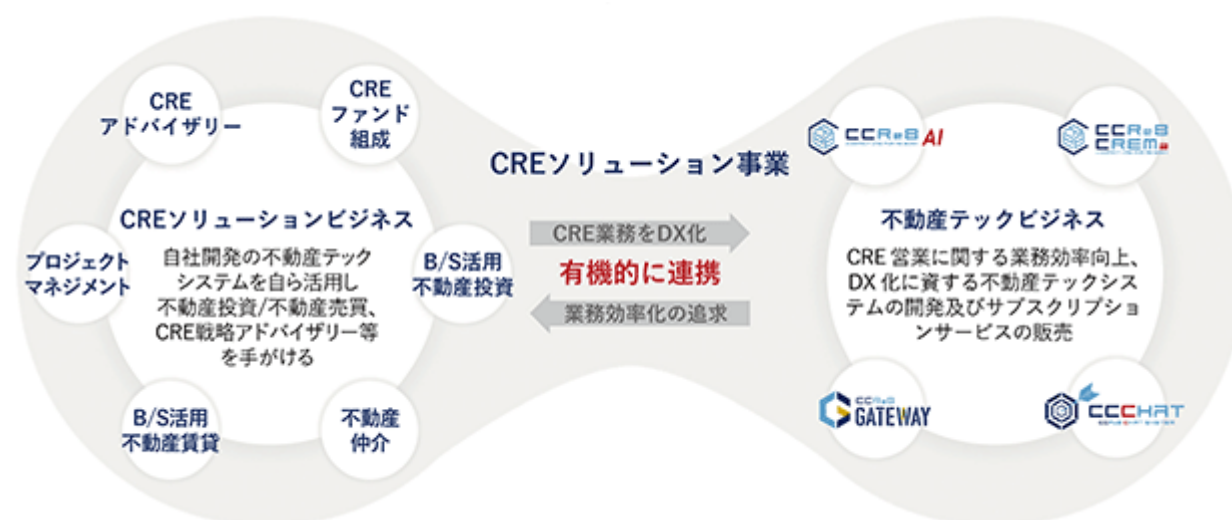 CRE
アドバイザリー
CRE
ファンド
組成
CREソリューションビジネス
自社開発の不動産テック
システムを自ら活用し
不動産投資/不動産売買、
CRE戦略アドバイザリー等
を手がける
プロジェクト
マネジメント
B/S活用
不動産投資
B/S活用
不動産賃貸
不動産
仲介
CREソリューション事業
CRE業務をDX化
有機的に連携
業務効率化の追求
CCReB AI
CCReB
CREMa
不動産テックビジネス
CRE 営業に関する業務効率向上、
DX 化に資する不動産テックシス
テムの開発及びサブスクリプショ
ンサービスの販売
CCReB
GATEWAY
CCCHAT